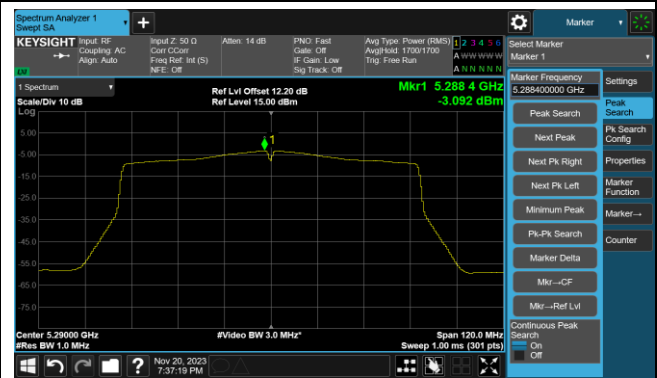 Spectrum Analyzer 1
Swept SA
Marker
KEYSIGHT
Input: RF
Coupling: AC
Align: Auto
Input Z: 50 Ω
Corr CCorr
Freq Ref: Int (S)
NFE: Off
Atten: 14 dB
PNO: Fast
Gate: Off
IF Gain: Low
Sig Track: Off
Avg Type: Power (RMS)
Avg|Hold: 1700/1700
Trig: Free Run
1 2 3 4 5 6
A W W W W W
A N N N N N
LXI
Select Marker
Marker 1
1 Spectrum
Scale/Div 10 dB
Log
Ref Lvl Offset 12.20 dB
Ref Level 15.00 dBm
Mkr1 5.288 4 GHz
-3.092 dBm
5.00
-5.00
-15.0
-25.0
-35.0
-45.0
-55.0
-65.0
-75.0
1
Center 5.29000 GHz
#Res BW 1.0 MHz
#Video BW 3.0 MHz*
Span 120.0 MHz
Sweep 1.00 ms (301 pts)
Marker Frequency
5.288400000 GHz
Peak Search
Next Peak
Next Pk Right
Next Pk Left
Minimum Peak
Pk-Pk Search
Marker Delta
Mkr→CF
Mkr→Ref Lvl
Continuous Peak
Search
On
Off
Settings
Peak
Search
Pk Search
Config
Properties
Marker
Function
Marker→
Counter
?
Nov 20, 2023
7:37:19 PM